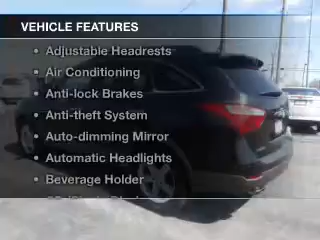 VEHICLE FEATURES
• Adjustable Headrests
• Air Conditioning
• Anti-lock Brakes
• Anti-theft System
• Auto-dimming Mirror
• Automatic Headlights
• Beverage Holder